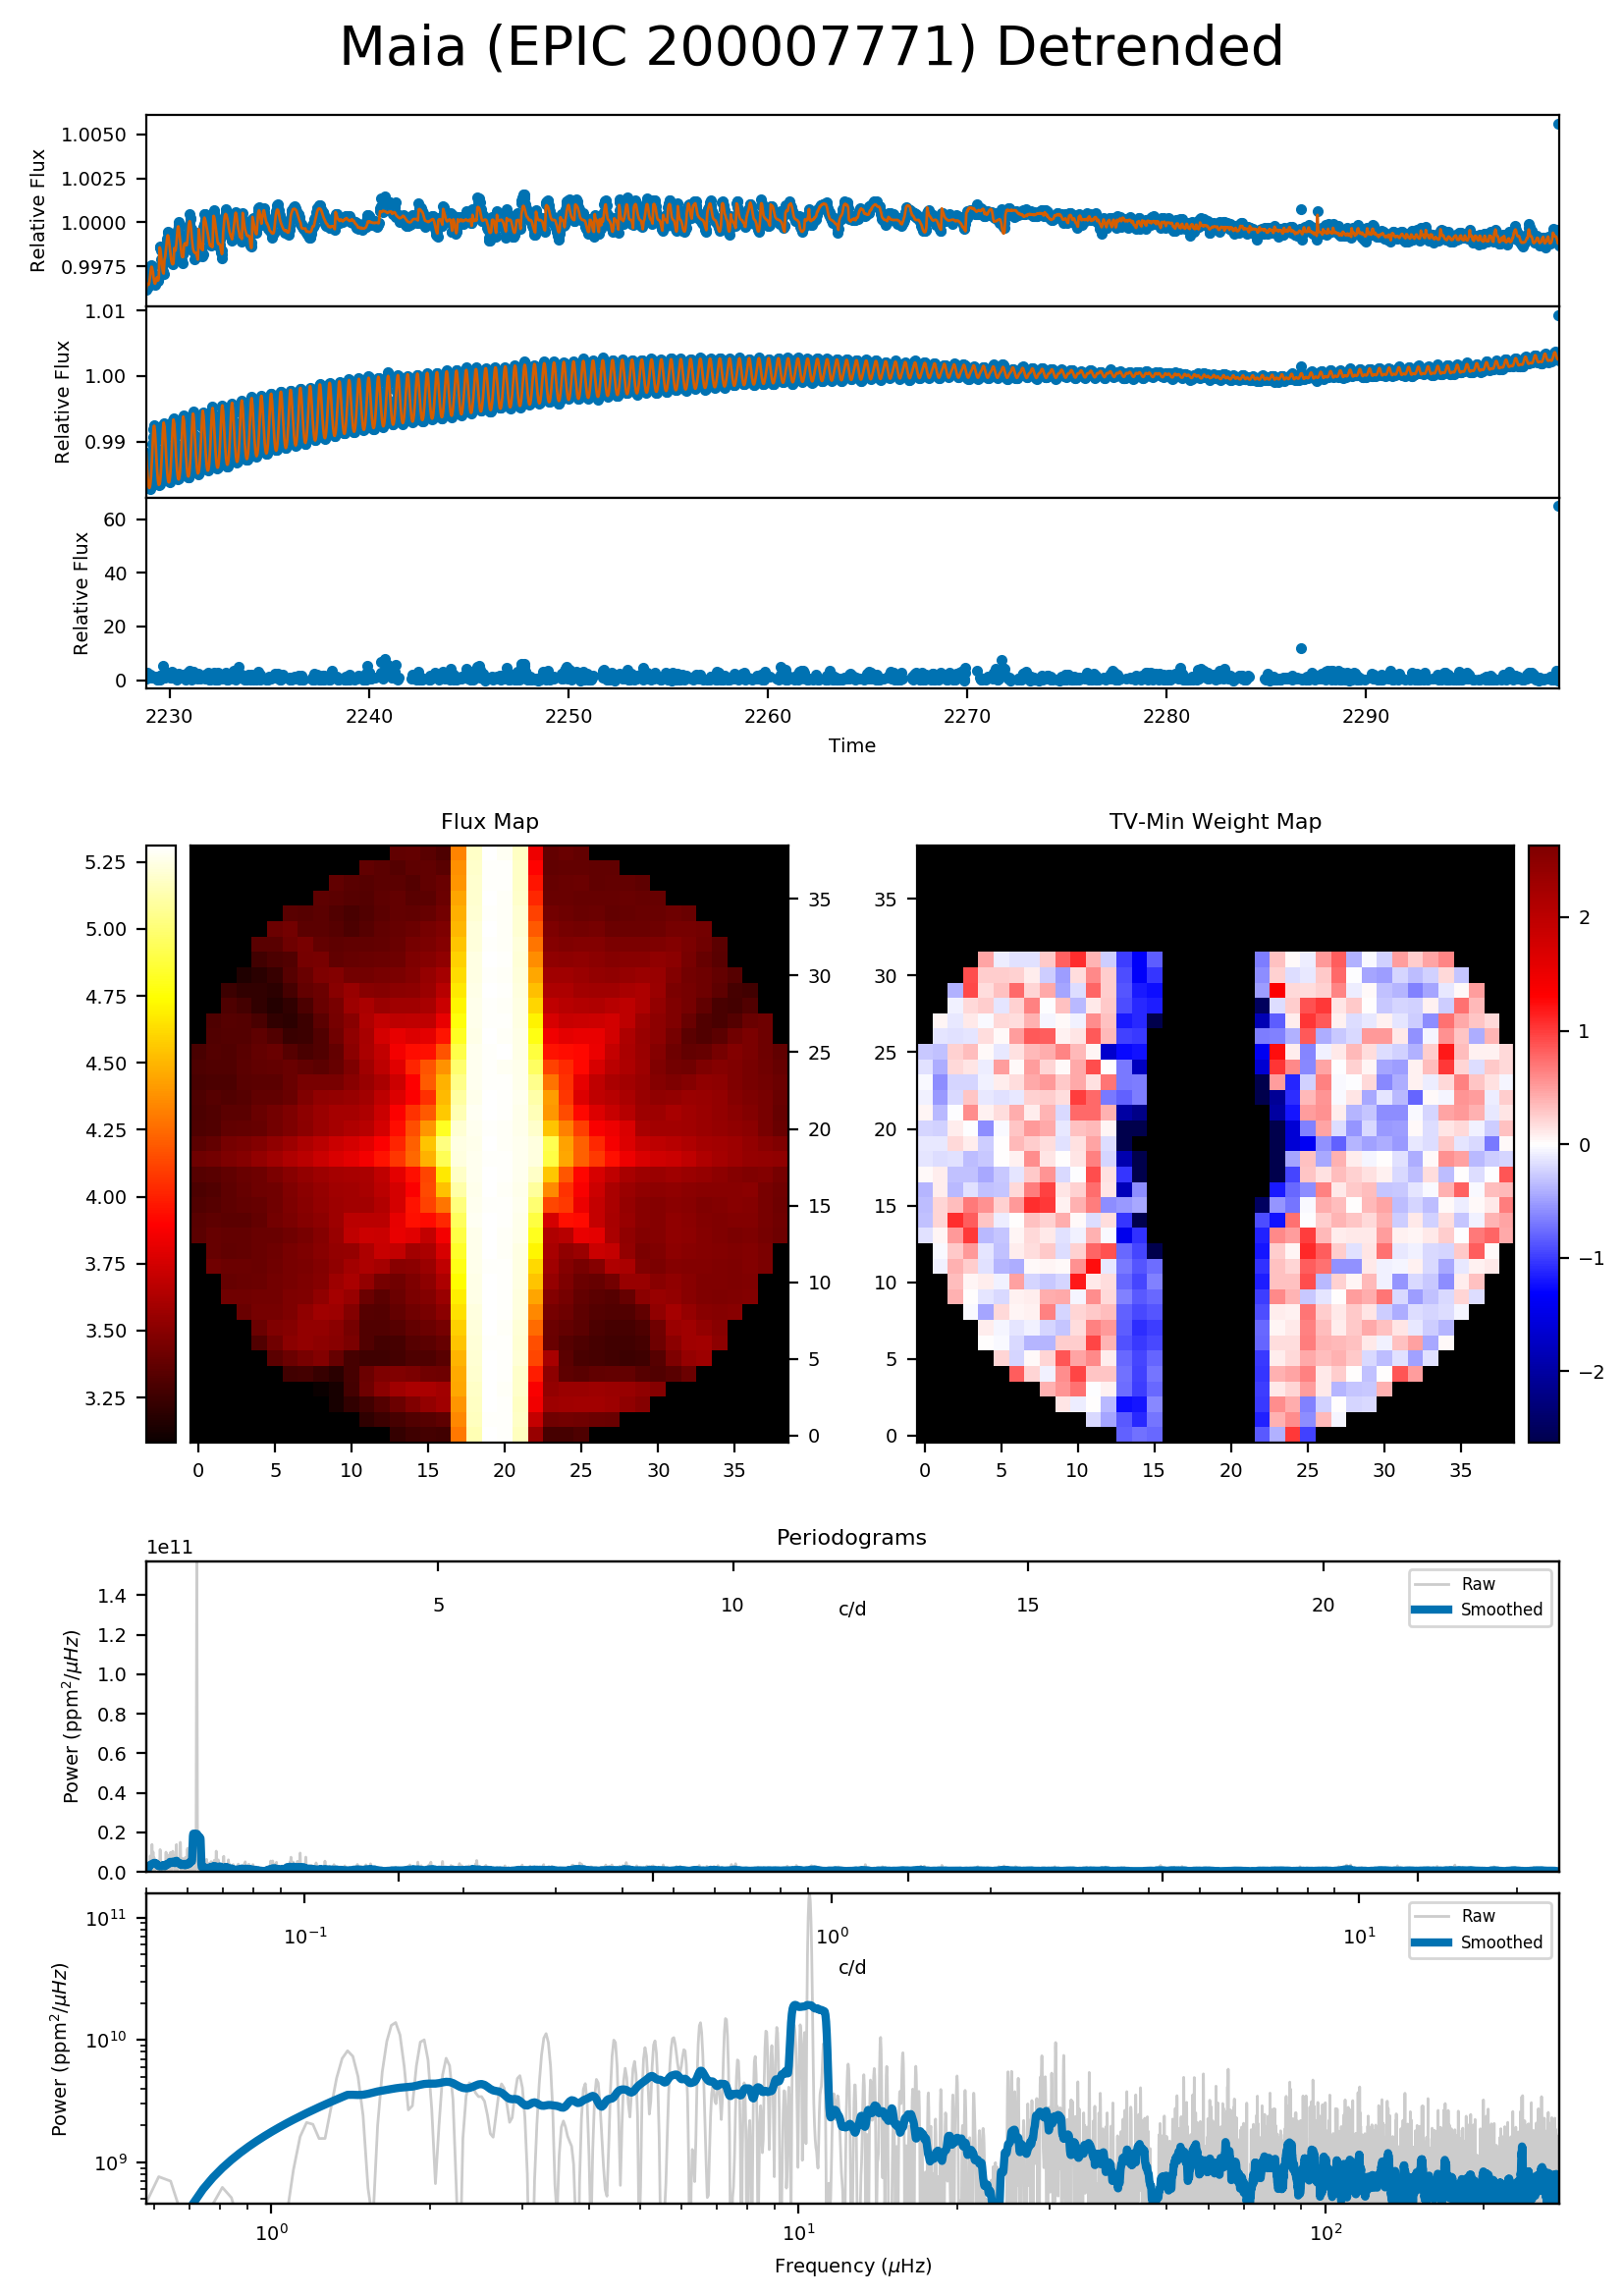 Maia (EPIC 200007771) Detrended
1.0050
1.0025
1.0000
0.9975
Relative Flux
1.01
1.00
0.99
Relative Flux
60
40
20
0
Relative Flux
2230 2240 2250 2260 2270 2280 2290
Time
Flux Map
5.25
5.00
4.75
4.50
4.25
4.00
3.75
3.50
3.25
35
30
25
20
15
10
5
0
0 5 10 15 20 25 30 35
TV-Min Weight Map
35
30
25
20
15
10
5
0
0 5 10 15 20 25 30 35
2
1
0
−1
−2
Periodograms
1e11
1.4
1.2
1.0
0.8
0.6
0.4
0.2
0.0
Power (ppm²/μHz)
5 10 15 20
c/d
Raw
Smoothed
10¹¹
10¹⁰
10⁹
Power (ppm²/μHz)
10⁻¹ 10⁰ 10¹
c/d
Raw
Smoothed
10⁰ 10¹ 10²
Frequency (μHz)